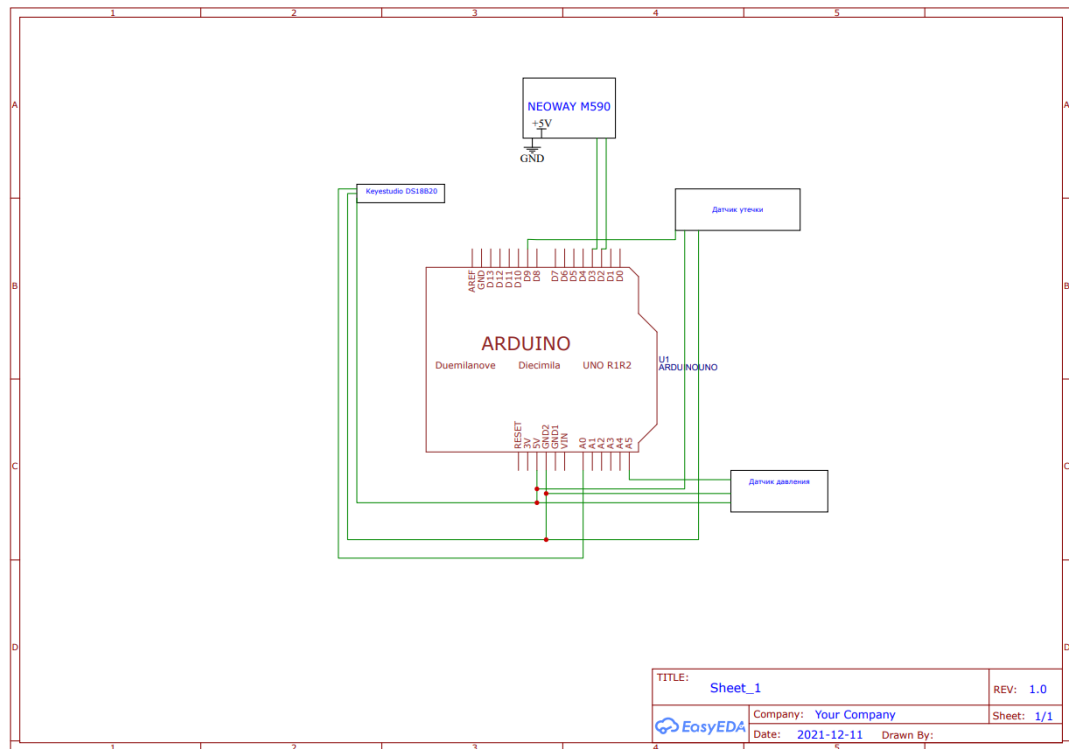 1 2 3 4 5
A A
NEOWAY M590
+5V
GND
Keyestudio DS18B20
Датчик утечки
B B
AREF GND D13 D12 D11 D10 D9 D8 D7 D6 D5 D4 D3 D2 D1 D0
ARDUINO
Duemilanove Diecimila UNO R1R2
U1
ARDUINOUNO
RESET 3V 5V GND2 GND1 VIN A0 A1 A2 A3 A4 A5
C C
Датчик давления
D D
TITLE:
Sheet_1
REV: 1.0
EasyEDA
Company: Your Company
Sheet: 1/1
Date: 2021-12-11 Drawn By:
1 2 3 4 5